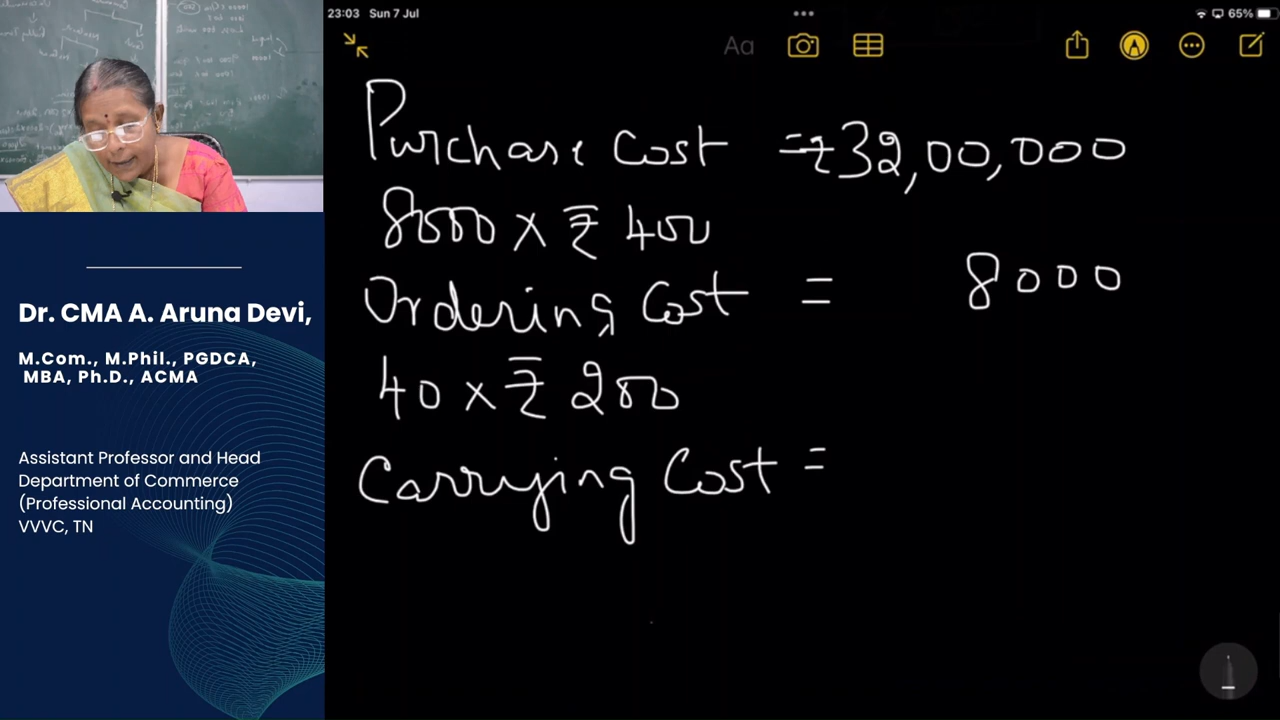 23:03 Sun 7 Jul
65%
Aa
Purchase Cost = ₹32,00,000
8000 x ₹ 400
Ordering Cost = 8000
40 x ₹ 200
Carrying Cost =
Dr. CMA A. Aruna Devi,
M.Com., M.Phil., PGDCA,
MBA, Ph.D., ACMA
Assistant Professor and Head
Department of Commerce
(Professional Accounting)
VVVC, TN